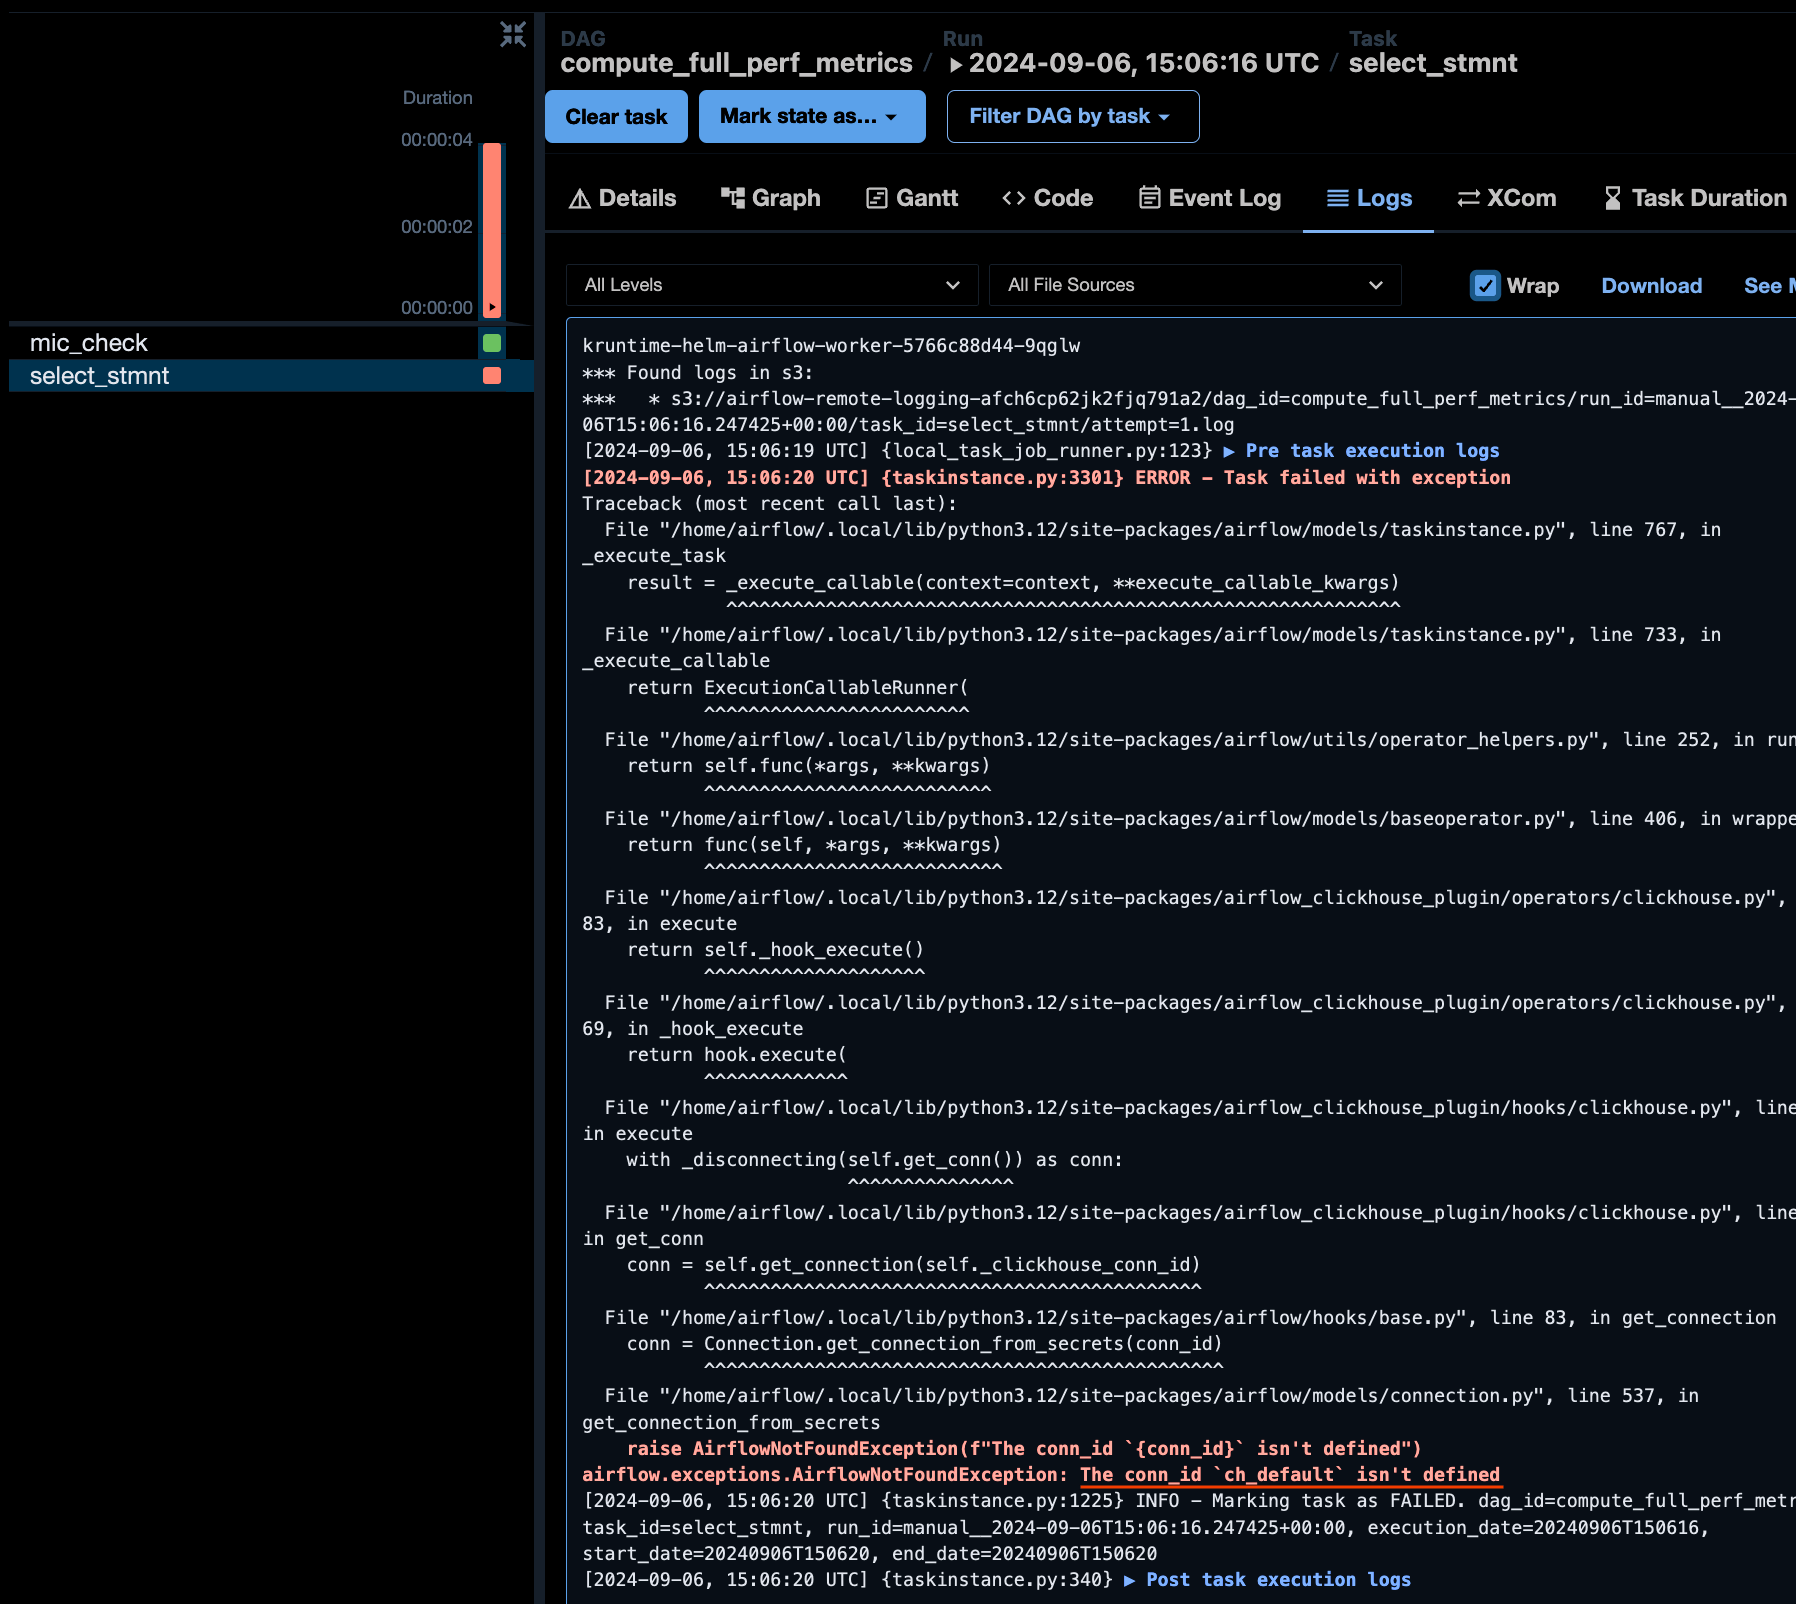 DAG
compute_full_perf_metrics / ▶ 2024-09-06, 15:06:16 UTC / select_stmnt
Run
Task
Clear task
Mark state as...
Filter DAG by task
Duration
00:00:04
00:00:02
00:00:00
mic_check
select_stmnt
Details
Graph
Gantt
Code
Event Log
Logs
XCom
Task Duration
All Levels
All File Sources
Wrap
Download
See
kruntime-helm-airflow-worker-5766c88d44-9qglw
*** Found logs in s3:
***   * s3://airflow-remote-logging-afch6cp62jk2fjq791a2/dag_id=compute_full_perf_metrics/run_id=manual__2024-
06T15:06:16.247425+00:00/task_id=select_stmnt/attempt=1.log
[2024-09-06, 15:06:19 UTC] {local_task_job_runner.py:123} ▶ Pre task execution logs
[2024-09-06, 15:06:20 UTC] {taskinstance.py:3301} ERROR - Task failed with exception
Traceback (most recent call last):
  File "/home/airflow/.local/lib/python3.12/site-packages/airflow/models/taskinstance.py", line 767, in
_execute_task
    result = _execute_callable(context=context, **execute_callable_kwargs)
             ^^^^^^^^^^^^^^^^^^^^^^^^^^^^^^^^^^^^^^^^^^^^^^^^^^^^^^^^^^^^^
  File "/home/airflow/.local/lib/python3.12/site-packages/airflow/models/taskinstance.py", line 733, in
_execute_callable
    return ExecutionCallableRunner(
           ^^^^^^^^^^^^^^^^^^^^^^^^
  File "/home/airflow/.local/lib/python3.12/site-packages/airflow/utils/operator_helpers.py", line 252, in run
    return self.func(*args, **kwargs)
           ^^^^^^^^^^^^^^^^^^^^^^^^^^
  File "/home/airflow/.local/lib/python3.12/site-packages/airflow/models/baseoperator.py", line 406, in wrappe
    return func(self, *args, **kwargs)
           ^^^^^^^^^^^^^^^^^^^^^^^^^^^
  File "/home/airflow/.local/lib/python3.12/site-packages/airflow_clickhouse_plugin/operators/clickhouse.py",
83, in execute
    return self._hook_execute()
           ^^^^^^^^^^^^^^^^^^^^
  File "/home/airflow/.local/lib/python3.12/site-packages/airflow_clickhouse_plugin/operators/clickhouse.py",
69, in _hook_execute
    return hook.execute(
           ^^^^^^^^^^^^^
  File "/home/airflow/.local/lib/python3.12/site-packages/airflow_clickhouse_plugin/hooks/clickhouse.py", line
in execute
    with _disconnecting(self.get_conn()) as conn:
                        ^^^^^^^^^^^^^^^
  File "/home/airflow/.local/lib/python3.12/site-packages/airflow_clickhouse_plugin/hooks/clickhouse.py", line
in get_conn
    conn = self.get_connection(self._clickhouse_conn_id)
           ^^^^^^^^^^^^^^^^^^^^^^^^^^^^^^^^^^^^^^^^^^^^^
  File "/home/airflow/.local/lib/python3.12/site-packages/airflow/hooks/base.py", line 83, in get_connection
    conn = Connection.get_connection_from_secrets(conn_id)
           ^^^^^^^^^^^^^^^^^^^^^^^^^^^^^^^^^^^^^^^^^^^^^^^
  File "/home/airflow/.local/lib/python3.12/site-packages/airflow/models/connection.py", line 537, in
get_connection_from_secrets
    raise AirflowNotFoundException(f"The conn_id `{conn_id}` isn't defined")
airflow.exceptions.AirflowNotFoundException: The conn_id `ch_default` isn't defined
[2024-09-06, 15:06:20 UTC] {taskinstance.py:1225} INFO - Marking task as FAILED. dag_id=compute_full_perf_metr
task_id=select_stmnt, run_id=manual__2024-09-06T15:06:16.247425+00:00, execution_date=20240906T150616,
start_date=20240906T150620, end_date=20240906T150620
[2024-09-06, 15:06:20 UTC] {taskinstance.py:340} ▶ Post task execution logs